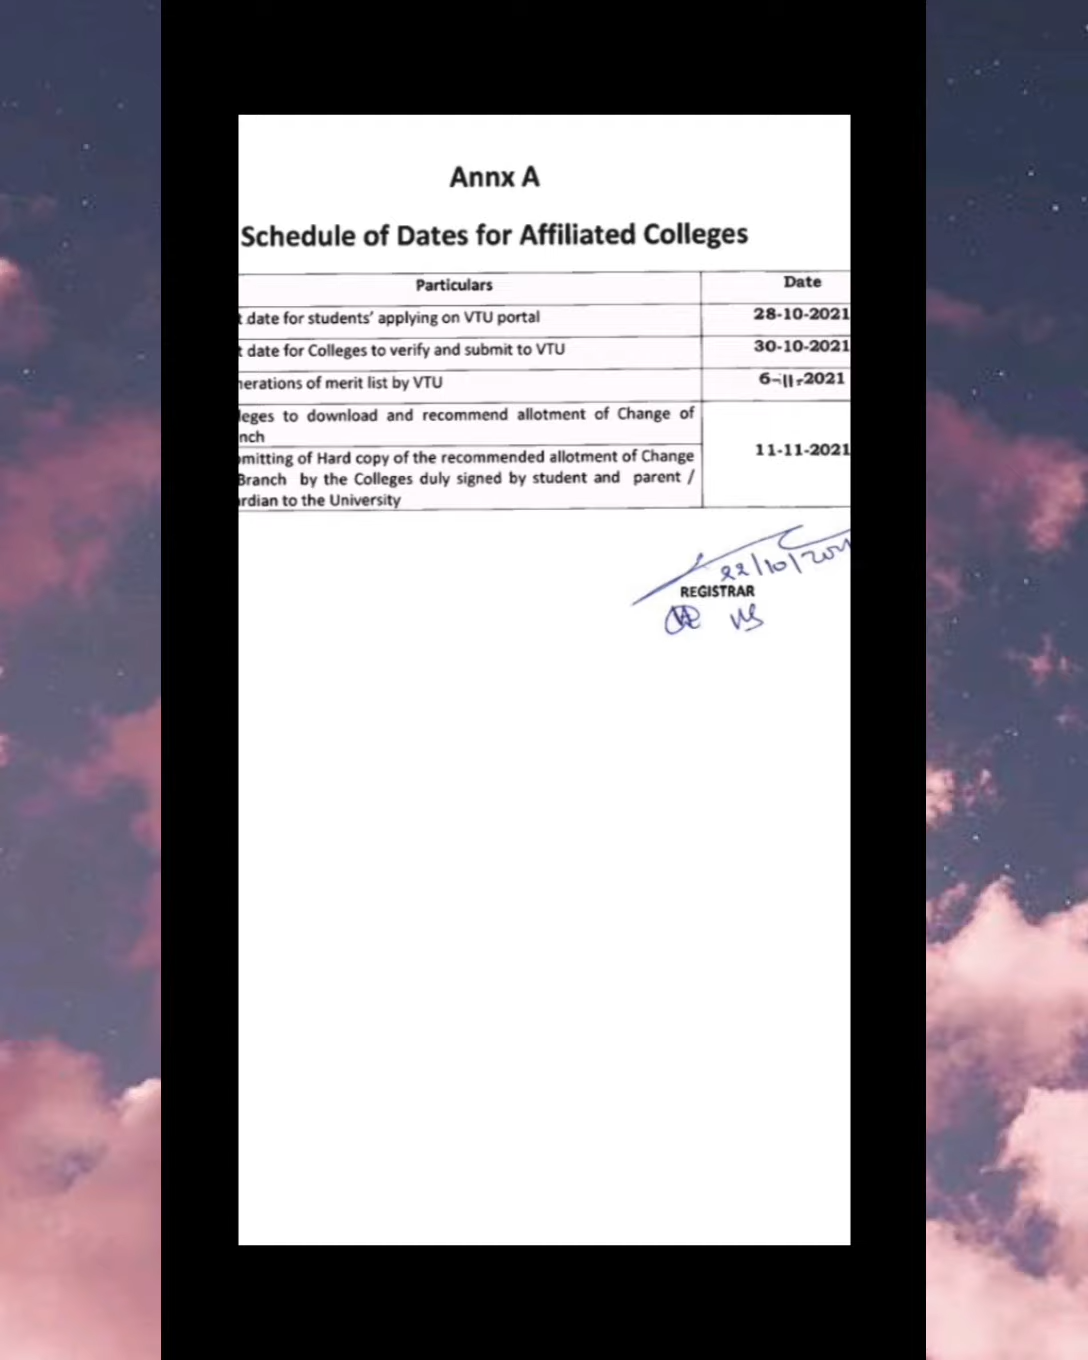 Annx A
Schedule of Dates for Affiliated Colleges
Particulars Date
t date for students' applying on VTU portal 28-10-2021
t date for Colleges to verify and submit to VTU 30-10-2021
nerations of merit list by VTU 6-11-2021
leges to download and recommend allotment of Change of
nch
11-11-2021
mitting of Hard copy of the recommended allotment of Change
Branch by the Colleges duly signed by student and parent /
rdian to the University
22/10/202
REGISTRAR